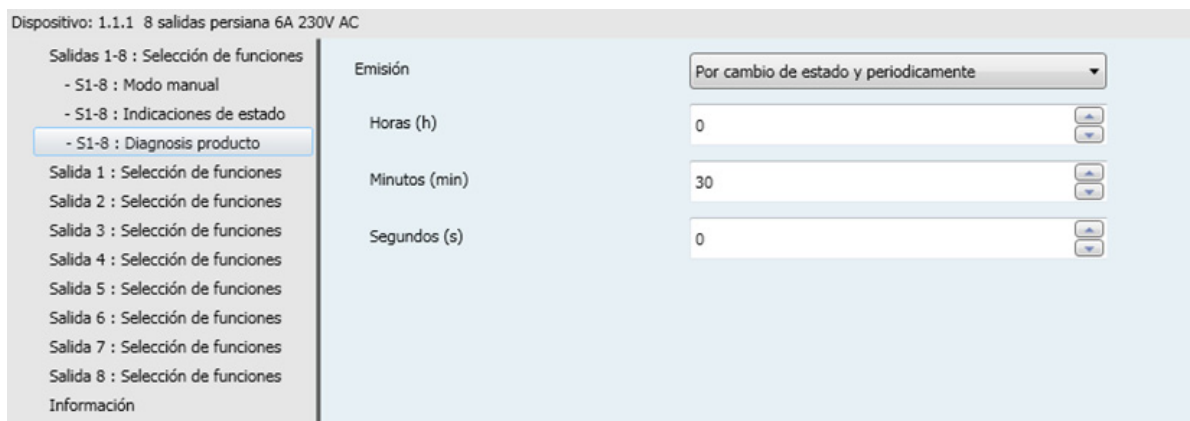 Dispositivo: 1.1.1 8 salidas persiana 6A 230V AC
Salidas 1-8 : Selección de funciones
- S1-8 : Modo manual
- S1-8 : Indicaciones de estado
- S1-8 : Diagnosis producto
Salida 1 : Selección de funciones
Salida 2 : Selección de funciones
Salida 3 : Selección de funciones
Salida 4 : Selección de funciones
Salida 5 : Selección de funciones
Salida 6 : Selección de funciones
Salida 7 : Selección de funciones
Salida 8 : Selección de funciones
Información
Emisión Por cambio de estado y periodicamente
Horas (h) 0
Minutos (min) 30
Segundos (s) 0